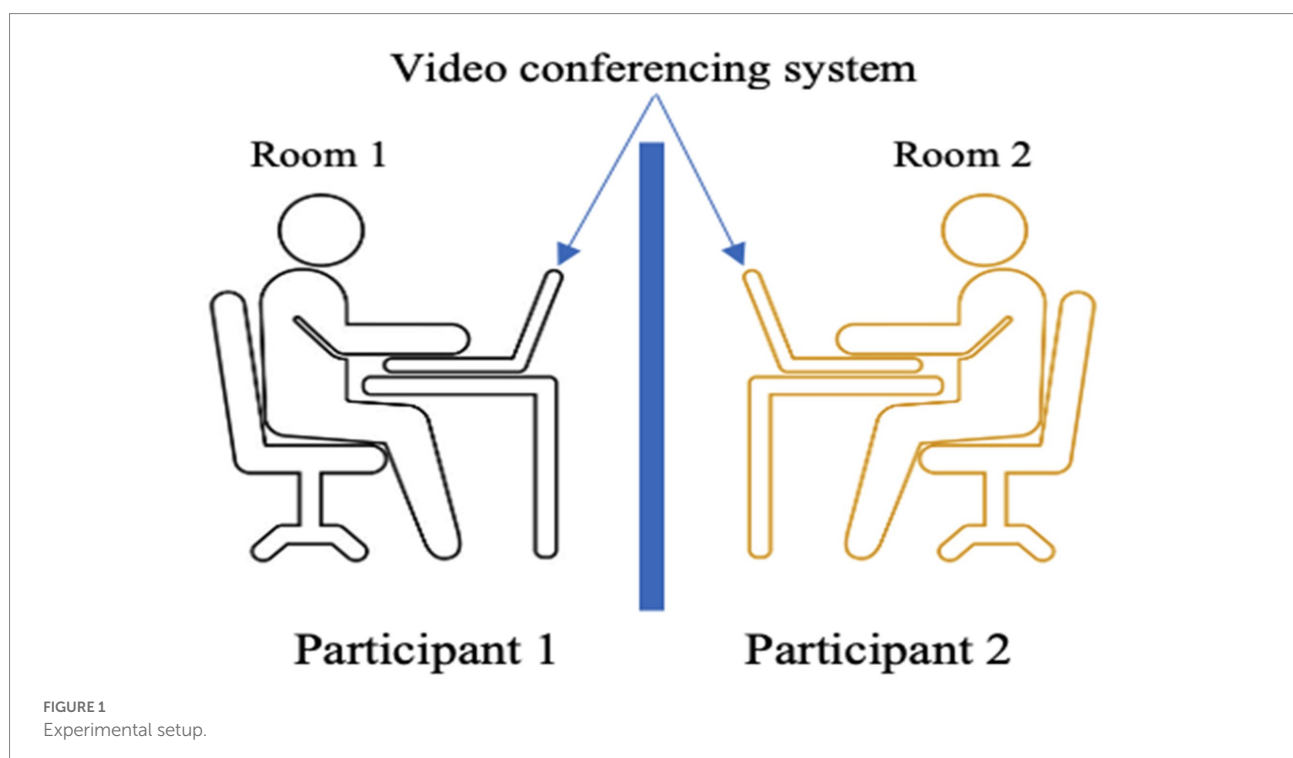 Video conferencing system
Room 1
Room 2
Participant 1
Participant 2
FIGURE 1
Experimental setup.